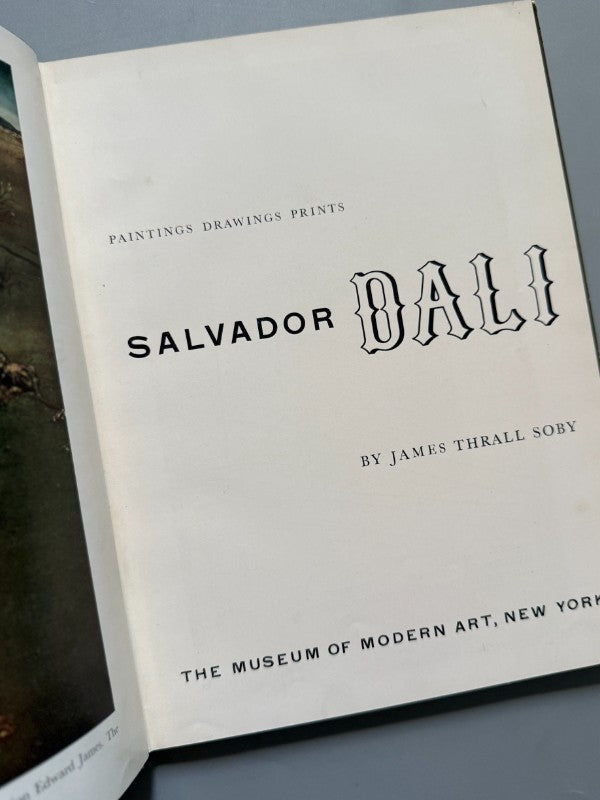 PAINTINGS DRAWINGS PRINTS
SALVADOR DALI
BY JAMES THRALL SOBY
THE MUSEUM OF MODERN ART, NEW YORK
Edward James. The